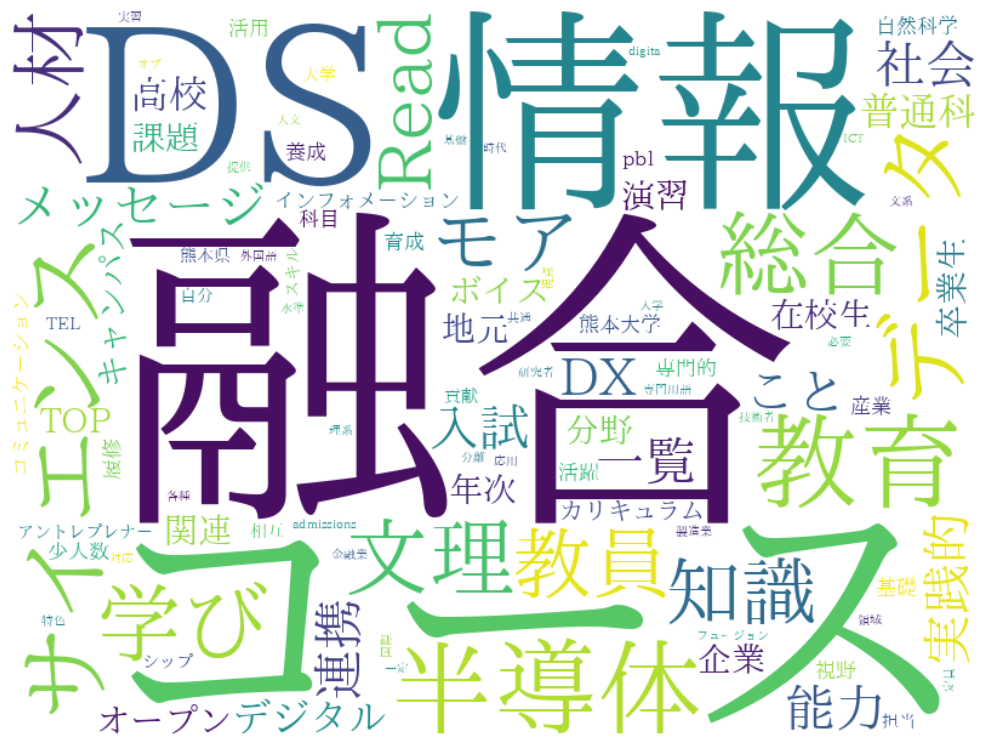 人材
DS
実習
活用
オブ
高校
課題
入学
人文
養成
提供
Read
情報
digita
基盤
時代
自然科学
社会
普通科
ICT
データ
文系
メッセージ
インフォメーション
科目
pbl
演習
融合
モア
総合
熊本県
外国語
スキル
育成
自分
水準
ボイス
地元
共通
熊本大学
在校生
卒業生
キャンパス
サイエンス
コミュニケーション
TEL
TOP
履修
DX
専門的
研究者
専門用語
必要
こと
産業
技術者
貢献
入試
分野
一覧
教育
理系
分離
応用
活躍
年次
カリキュラム
各種
関連
相互
admissions
アントレプレナー
少人数
金融業
製造業
コース
文理
教員
知識
実践的
基礎
領域
学び
特色
シップ
連携
半導体
フュージョン
企業
視野
能力
担当
オープン
デジタル